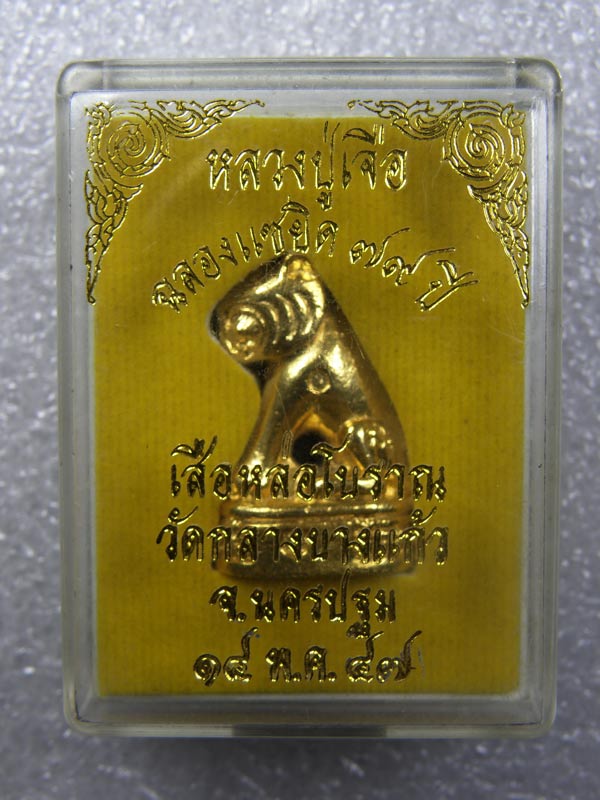 หลวงปู่เจือ
ฉลองแซยิด ๗๙ ปี
เสือหล่อโบราณ
วัดกลางบางแก้ว
จ.นครปฐม
๑๔ พ.ค. ๔๗